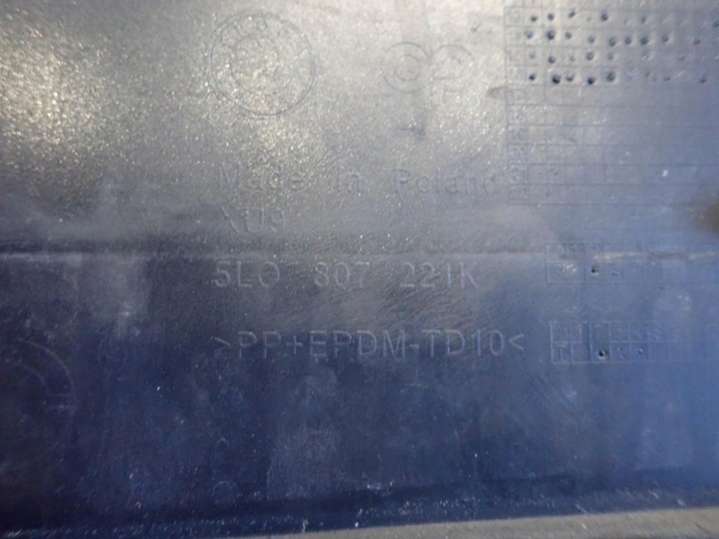 Made in Poland
5L0 807 221K
>PP+EPDM-TD10<